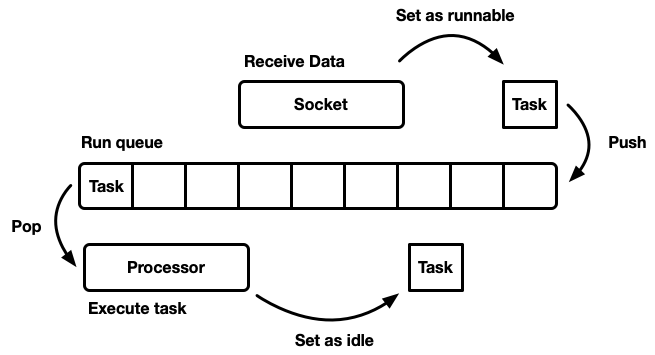 Set as runnable
Receive Data
Socket
Task
Run queue
Push
Task
Pop
Processor
Task
Execute task
Set as idle